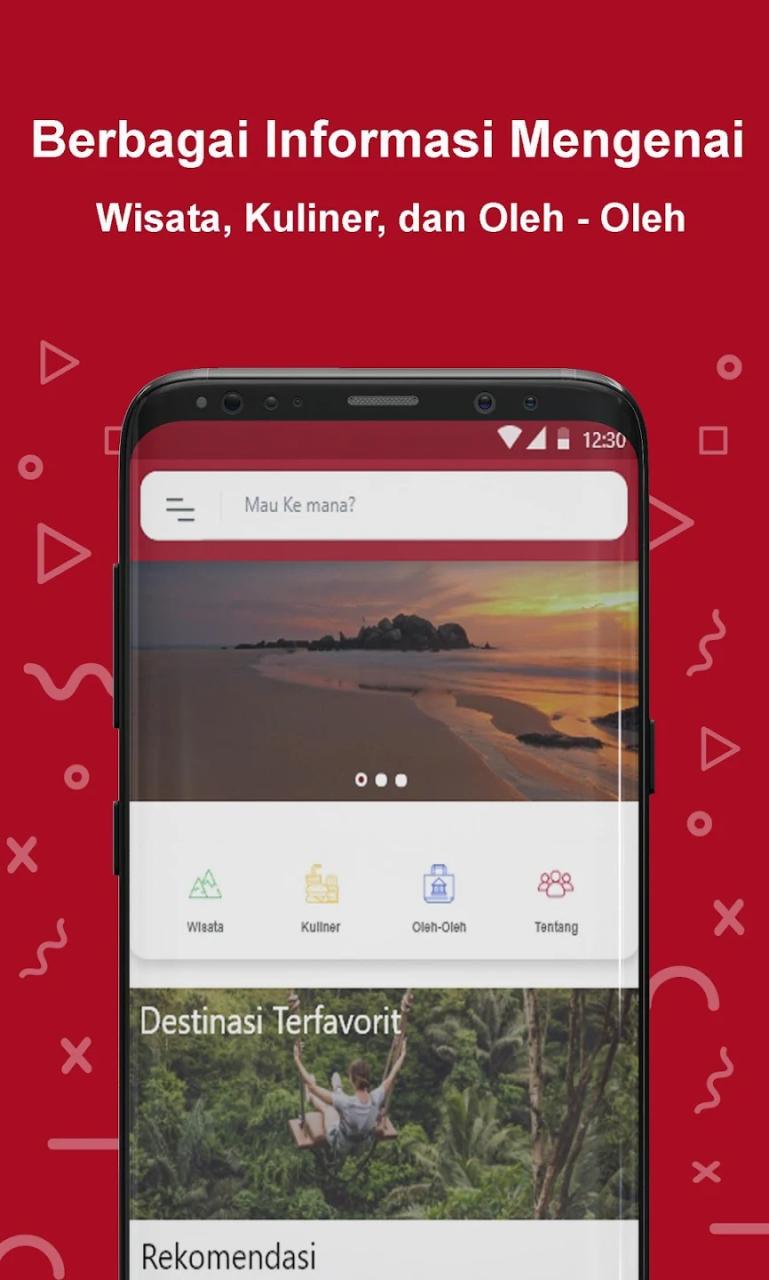 Berbagai Informasi Mengenai
Wisata, Kuliner, dan Oleh - Oleh
12:30
Mau Ke mana?
Wisata Kuliner Oleh-Oleh Tentang
Destinasi Terfavorit
Rekomendasi